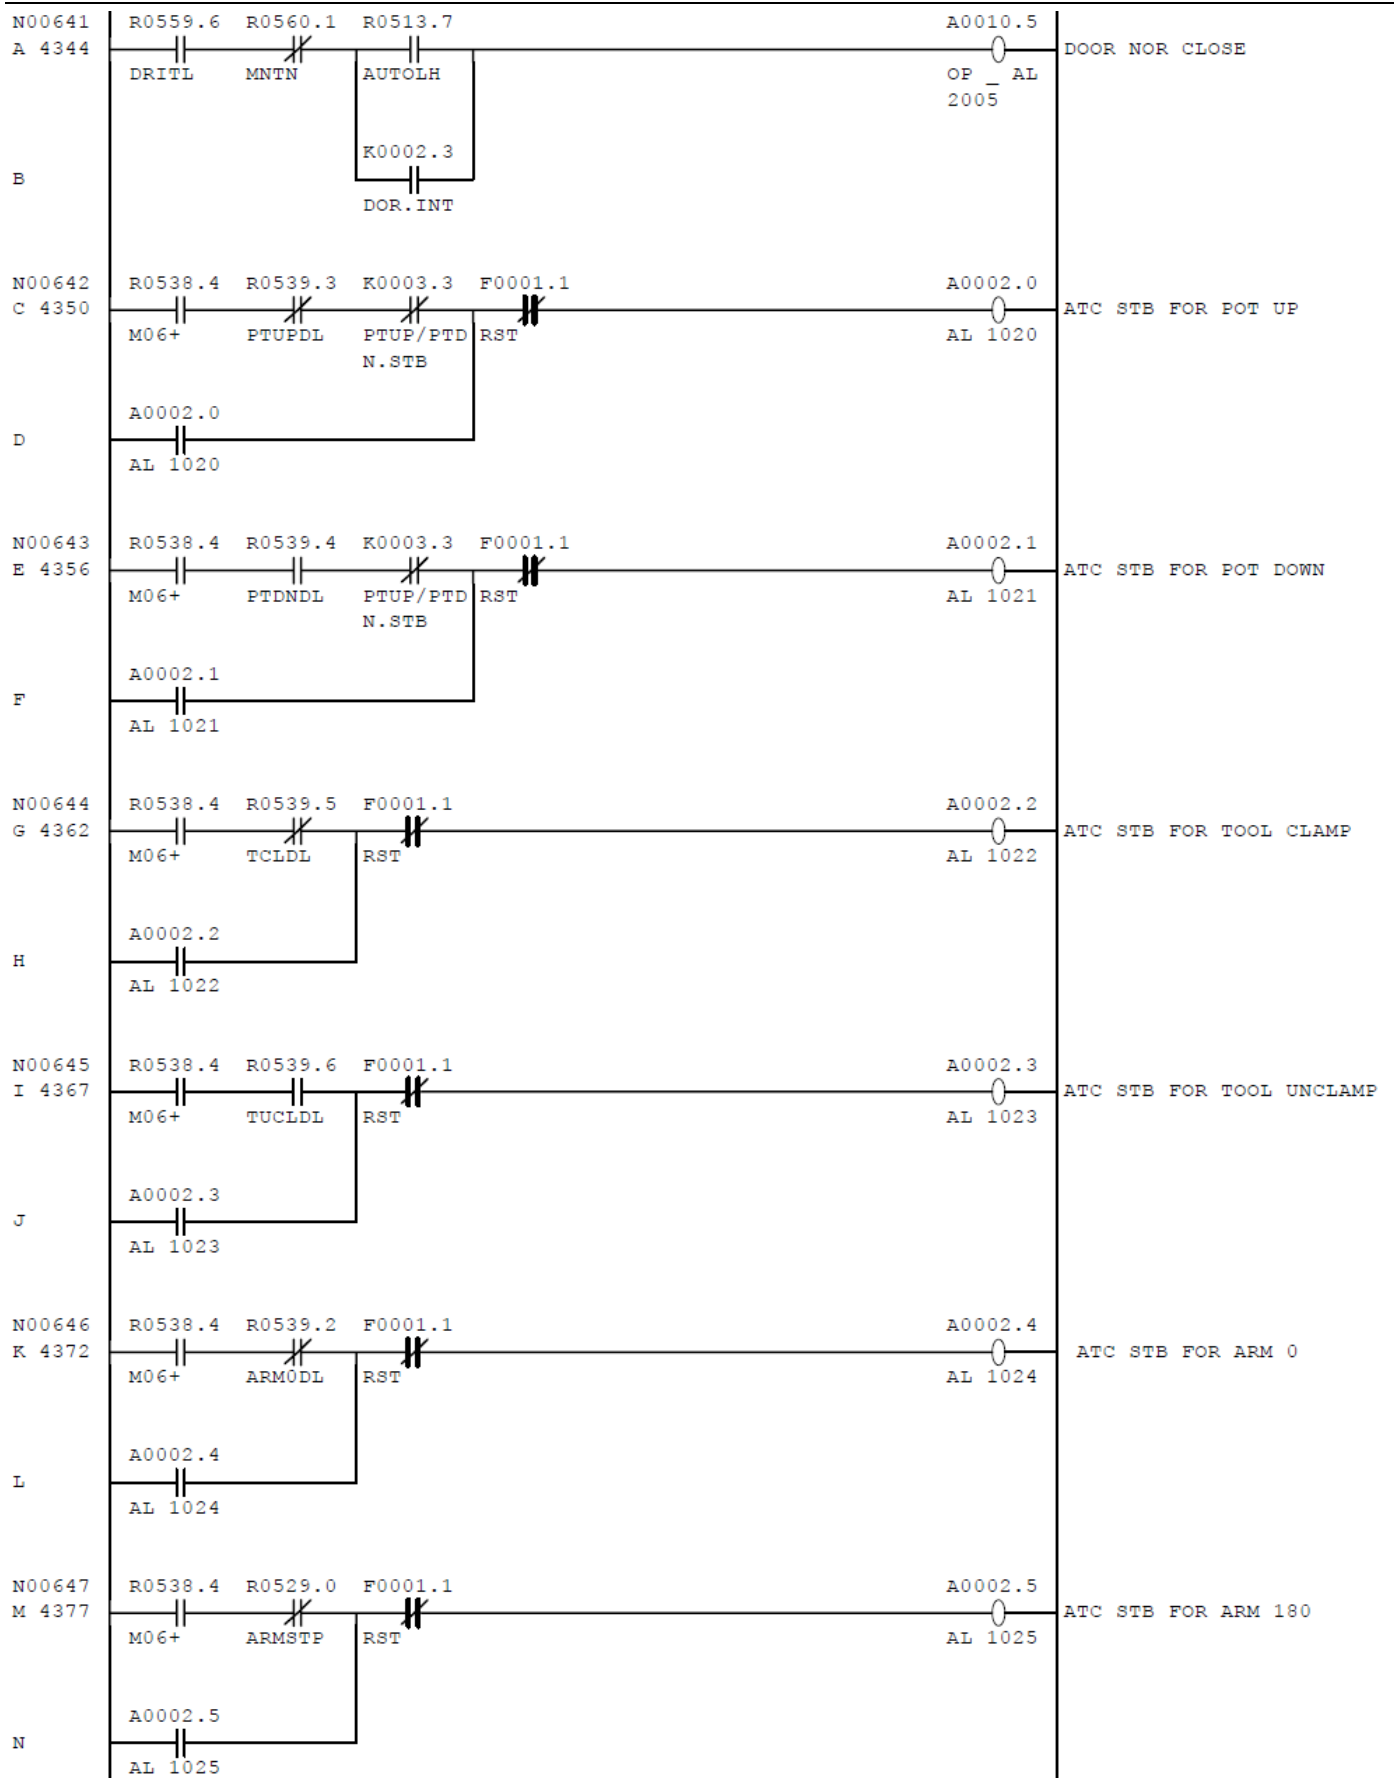 N00641 R0559.6 R0560.1 R0513.7 A0010.5
A 4344 DOOR NOR CLOSE
DRITL MNTN AUTOLH OP _ AL
2005
K0002.3
B
DOR.INT
N00642 R0538.4 R0539.3 K0003.3 F0001.1 A0002.0
C 4350 ATC STB FOR POT UP
M06+ PTUPDL PTUP/PTD RST AL 1020
N.STB
A0002.0
D
AL 1020
N00643 R0538.4 R0539.4 K0003.3 F0001.1 A0002.1
E 4356 ATC STB FOR POT DOWN
M06+ PTDNDL PTUP/PTD RST AL 1021
N.STB
A0002.1
F
AL 1021
N00644 R0538.4 R0539.5 F0001.1 A0002.2
G 4362 ATC STB FOR TOOL CLAMP
M06+ TCLDL RST AL 1022
A0002.2
H
AL 1022
N00645 R0538.4 R0539.6 F0001.1 A0002.3
I 4367 ATC STB FOR TOOL UNCLAMP
M06+ TUCLDL RST AL 1023
A0002.3
J
AL 1023
N00646 R0538.4 R0539.2 F0001.1 A0002.4
K 4372 ATC STB FOR ARM 0
M06+ ARM0DL RST AL 1024
A0002.4
L
AL 1024
N00647 R0538.4 R0529.0 F0001.1 A0002.5
M 4377 ATC STB FOR ARM 180
M06+ ARMSTP RST AL 1025
A0002.5
N
AL 1025